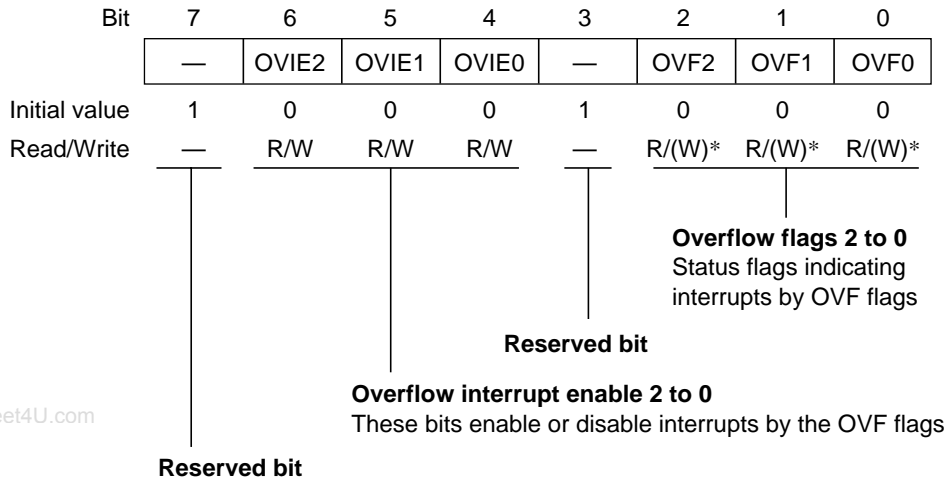 Bit 7 6 5 4 3 2 1 0
— OVIE2 OVIE1 OVIE0 — OVF2 OVF1 OVF0
Initial value 1 0 0 0 1 0 0 0
Read/Write — R/W R/W R/W — R/(W)* R/(W)* R/(W)*
Overflow flags 2 to 0
Status flags indicating
interrupts by OVF flags
Reserved bit
Overflow interrupt enable 2 to 0
These bits enable or disable interrupts by the OVF flags
eet4U.com
Reserved bit